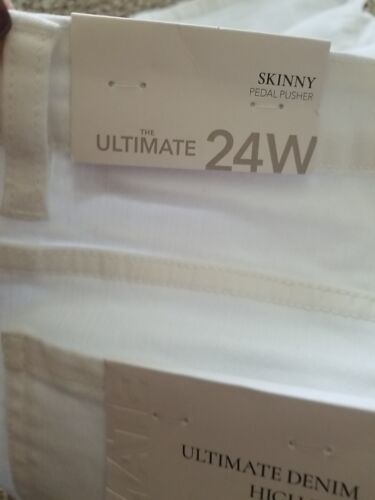 SKINNY
PEDAL PUSHER
THE
ULTIMATE 24W
ULTIMATE DENIM